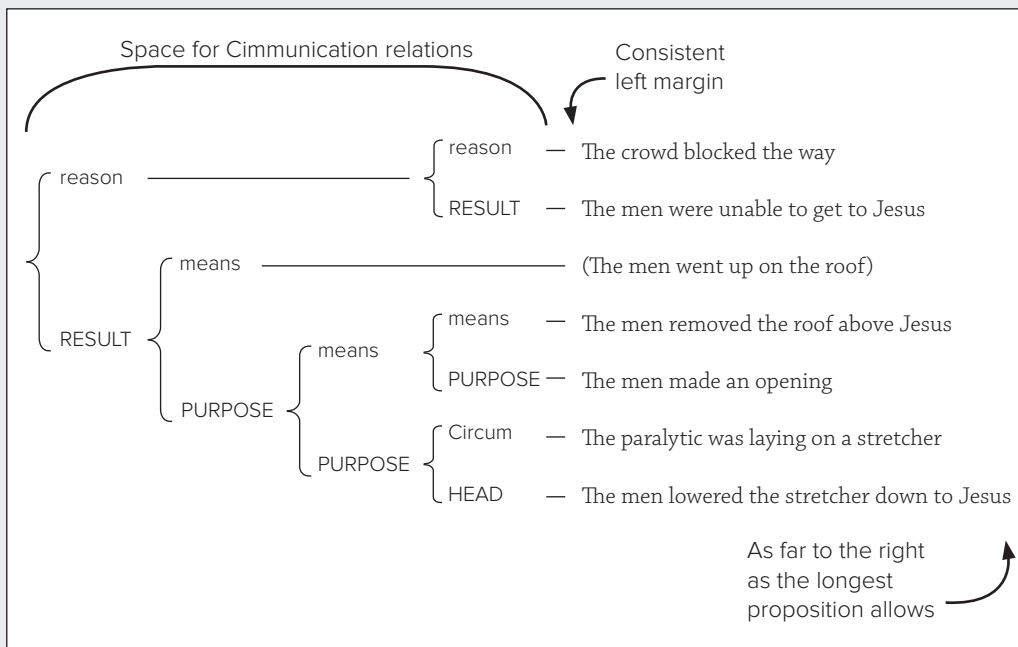 Space for Cimmunication relations
Consistent
left margin
reason
reason
The crowd blocked the way
RESULT
The men were unable to get to Jesus
RESULT
means
(The men went up on the roof)
PURPOSE
means
means
The men removed the roof above Jesus
PURPOSE
The men made an opening
PURPOSE
Circum
The paralytic was laying on a stretcher
HEAD
The men lowered the stretcher down to Jesus
As far to the right
as the longest
proposition allows